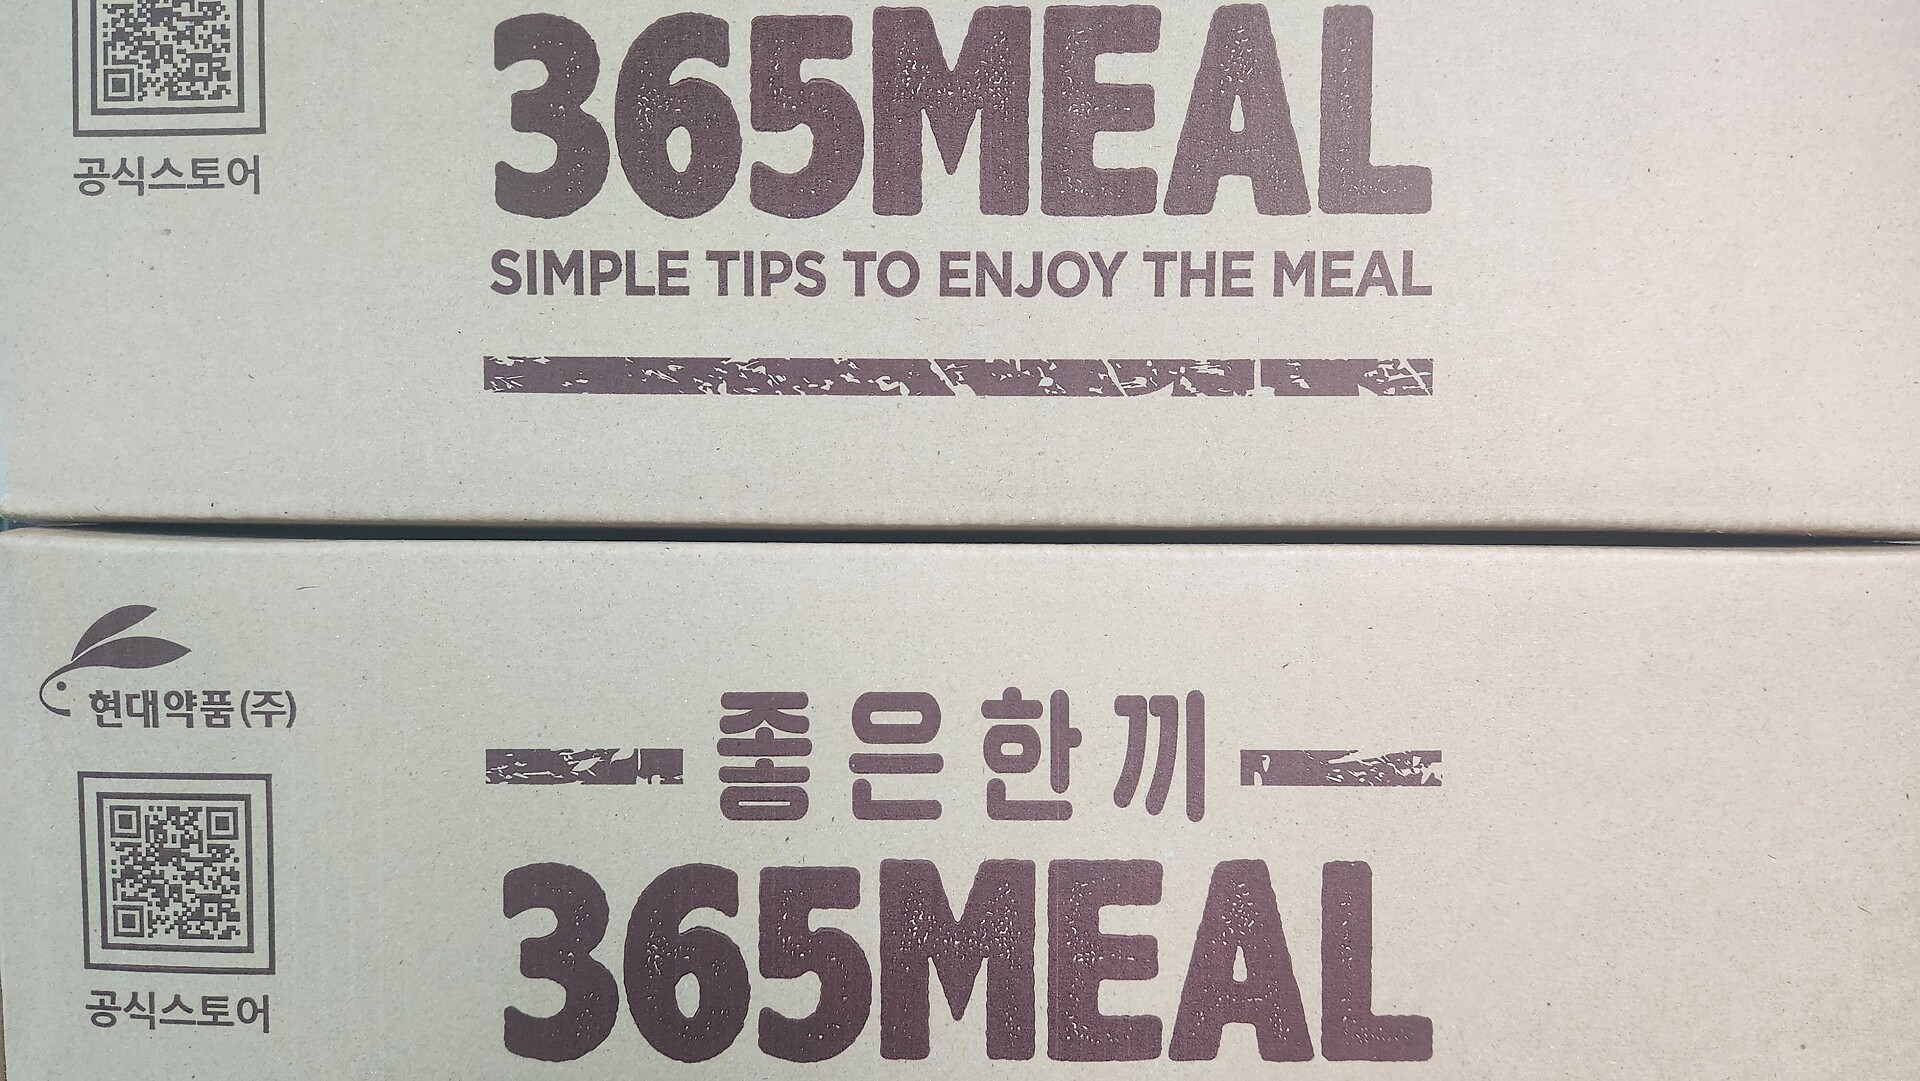 365MEAL
공식스토어
SIMPLE TIPS TO ENJOY THE MEAL
현대약품(주)
좋은한끼
365MEAL
공식스토어